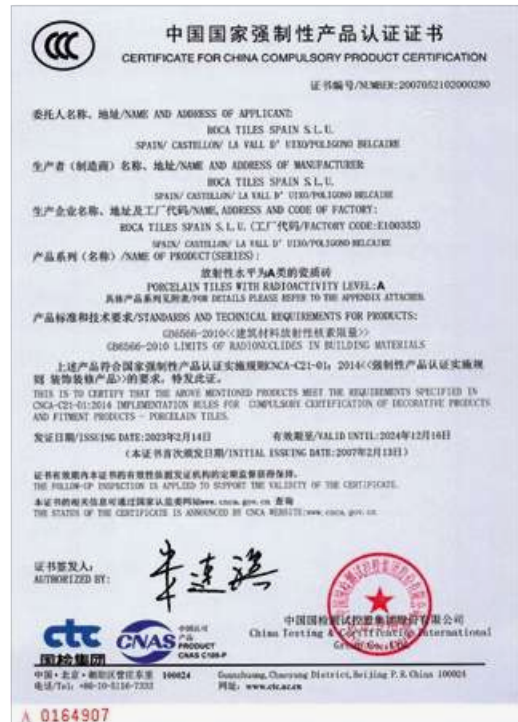 中国国家强制性产品认证证书
CERTIFICATE FOR CHINA COMPULSORY PRODUCT CERTIFICATION
证书编号/NUMBER:2007052102000280
委托人名称、地址/NAME AND ADDRESS OF APPLICANT:
ROCA TILES SPAIN S.L.U.
SPAIN/ CASTELLON/ LA VALL D' UIXO/POLIGONO BELCAIRE
生产者（制造商）名称、地址/NAME AND ADDRESS OF MANUFACTURER
ROCA TILES SPAIN S.L.U.
SPAIN/ CASTELLON/ LA VALL D' UIXO/POLIGONO BELCAIRE
生产企业名称、地址及工厂代码/NAME, ADDRESS AND CODE OF FACTORY:
ROCA TILES SPAIN S.L.U. (工厂代码/FACTORY CODE:E100353)
SPAIN/ CASTELLON/ LA VALL D' UIXO/POLIGONO BELCAIRE
产品系列（名称）/NAME OF PRODUCT(SERIES):
放射性水平为A类的瓷质砖
PORCELAIN TILES WITH RADIOACTIVITY LEVEL:A
具体产品系列见附表/FOR DETAILS PLEASE REFER TO THE APPENDIX ATTACHED.
产品标准和技术要求/STANDARDS AND TECHNICAL REQUIREMENTS FOR PRODUCTS:
GB6566-2010<<建筑材料放射性核素限量>>
GB6566-2010 LIMITS OF RADIONUCLIDES IN BUILDING MATERIALS
上述产品符合国家强制性产品认证实施规则CNCA-C21-01：2014<<强制性产品认证实施规
则 装饰装修产品>>的要求，特发此证。
THIS IS TO CERTIFY THAT THE ABOVE MENTIONED PRODUCTS MEET THE REQUIREMENTS SPECIFIED IN
CNCA-C21-01:2014 IMPLEMENTATION RULES FOR COMPULSORY CERTIFICATION OF DECORATIVE PRODUCTS
AND FITMENT PRODUCTS - PORCELAIN TILES.
发证日期/ISSUING DATE:2023年2月14日 有效期至/VALID UNTIL:2024年12月16日
（本证书首次颁发日期/INITIAL ISSUING DATE:2007年2月13日）
证书有效期内本证书的有效性依据发证机构的定期监督获得保持。
THE FOLLOW-UP INSPECTION IS APPLIED TO SUPPORT THE VALIDITY OF THE CERTIFICATE.
本证书的相关信息可通过国家认监委网站www.cnca.gov.cn 查询
THE STATUS OF THE CERTIFICATE IS ANNOUNCED BY CNCA WEBSITE:www.cnca.gov.cn
证书签发人:
AUTHORIZED BY:
中国国检测试控股集团股份有限公司
China Testing & Certification International
Group Co., Ltd.
ctc
国检集团
CNAS
中国认可
产品
PRODUCT
CNAS C108-P
中国·北京·朝阳区管庄东里 100024
电话/Tel: +86-10-5116-7333
Guanzhuang, Chaoyang District, Beijing P.R.China 100024
网址: www.ctc.ac.cn
A 0164907